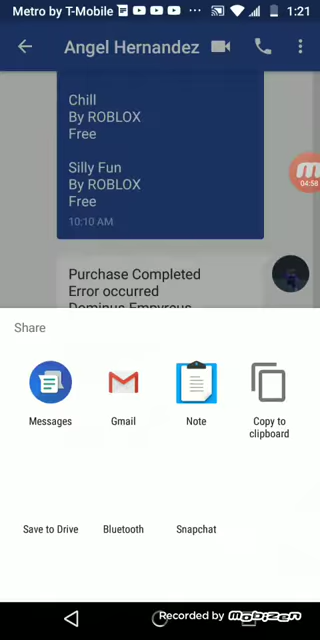 Metro by T-Mobile ... 1:21
Angel Hernandez
04:58
Chill
By ROBLOX
Free
Silly Fun
By ROBLOX
Free
10:10 AM
Purchase Completed
Error occurred
Dominus Empyreus
Share
Messages
Gmail
Note
Copy to
clipboard
Save to Drive
Bluetooth
Snapchat
Recorded by mobizen